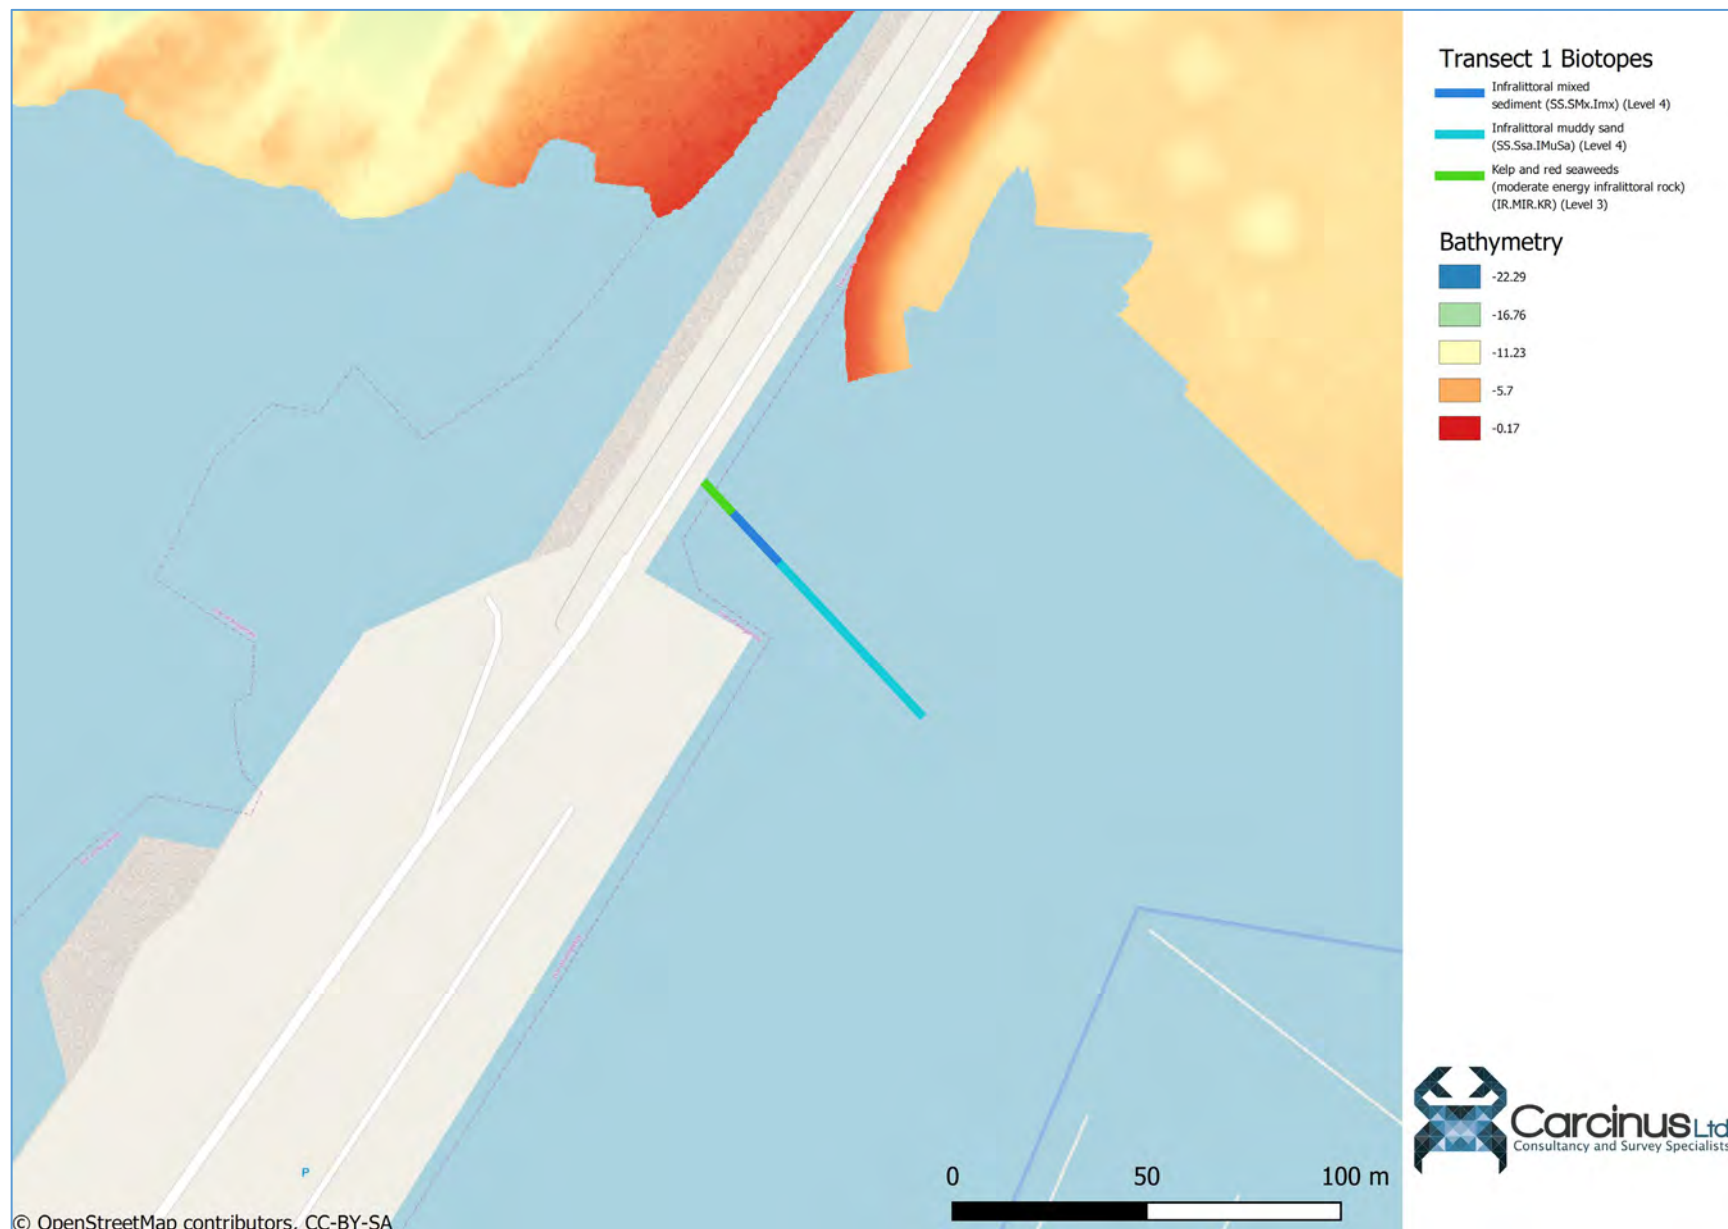 Transect 1 Biotopes
Infralittoral mixed
sediment (SS.SMx.Imx) (Level 4)
Infralittoral muddy sand
(SS.Ssa.IMuSa) (Level 4)
Kelp and red seaweeds
(moderate energy infralittoral rock)
(IR.MIR.KR) (Level 3)
Bathymetry
-22.29
-16.76
-11.23
-5.7
-0.17
P
0 50 100 m
Carcinus Ltd
Consultancy and Survey Specialists
© OpenStreetMap contributors, CC-BY-SA